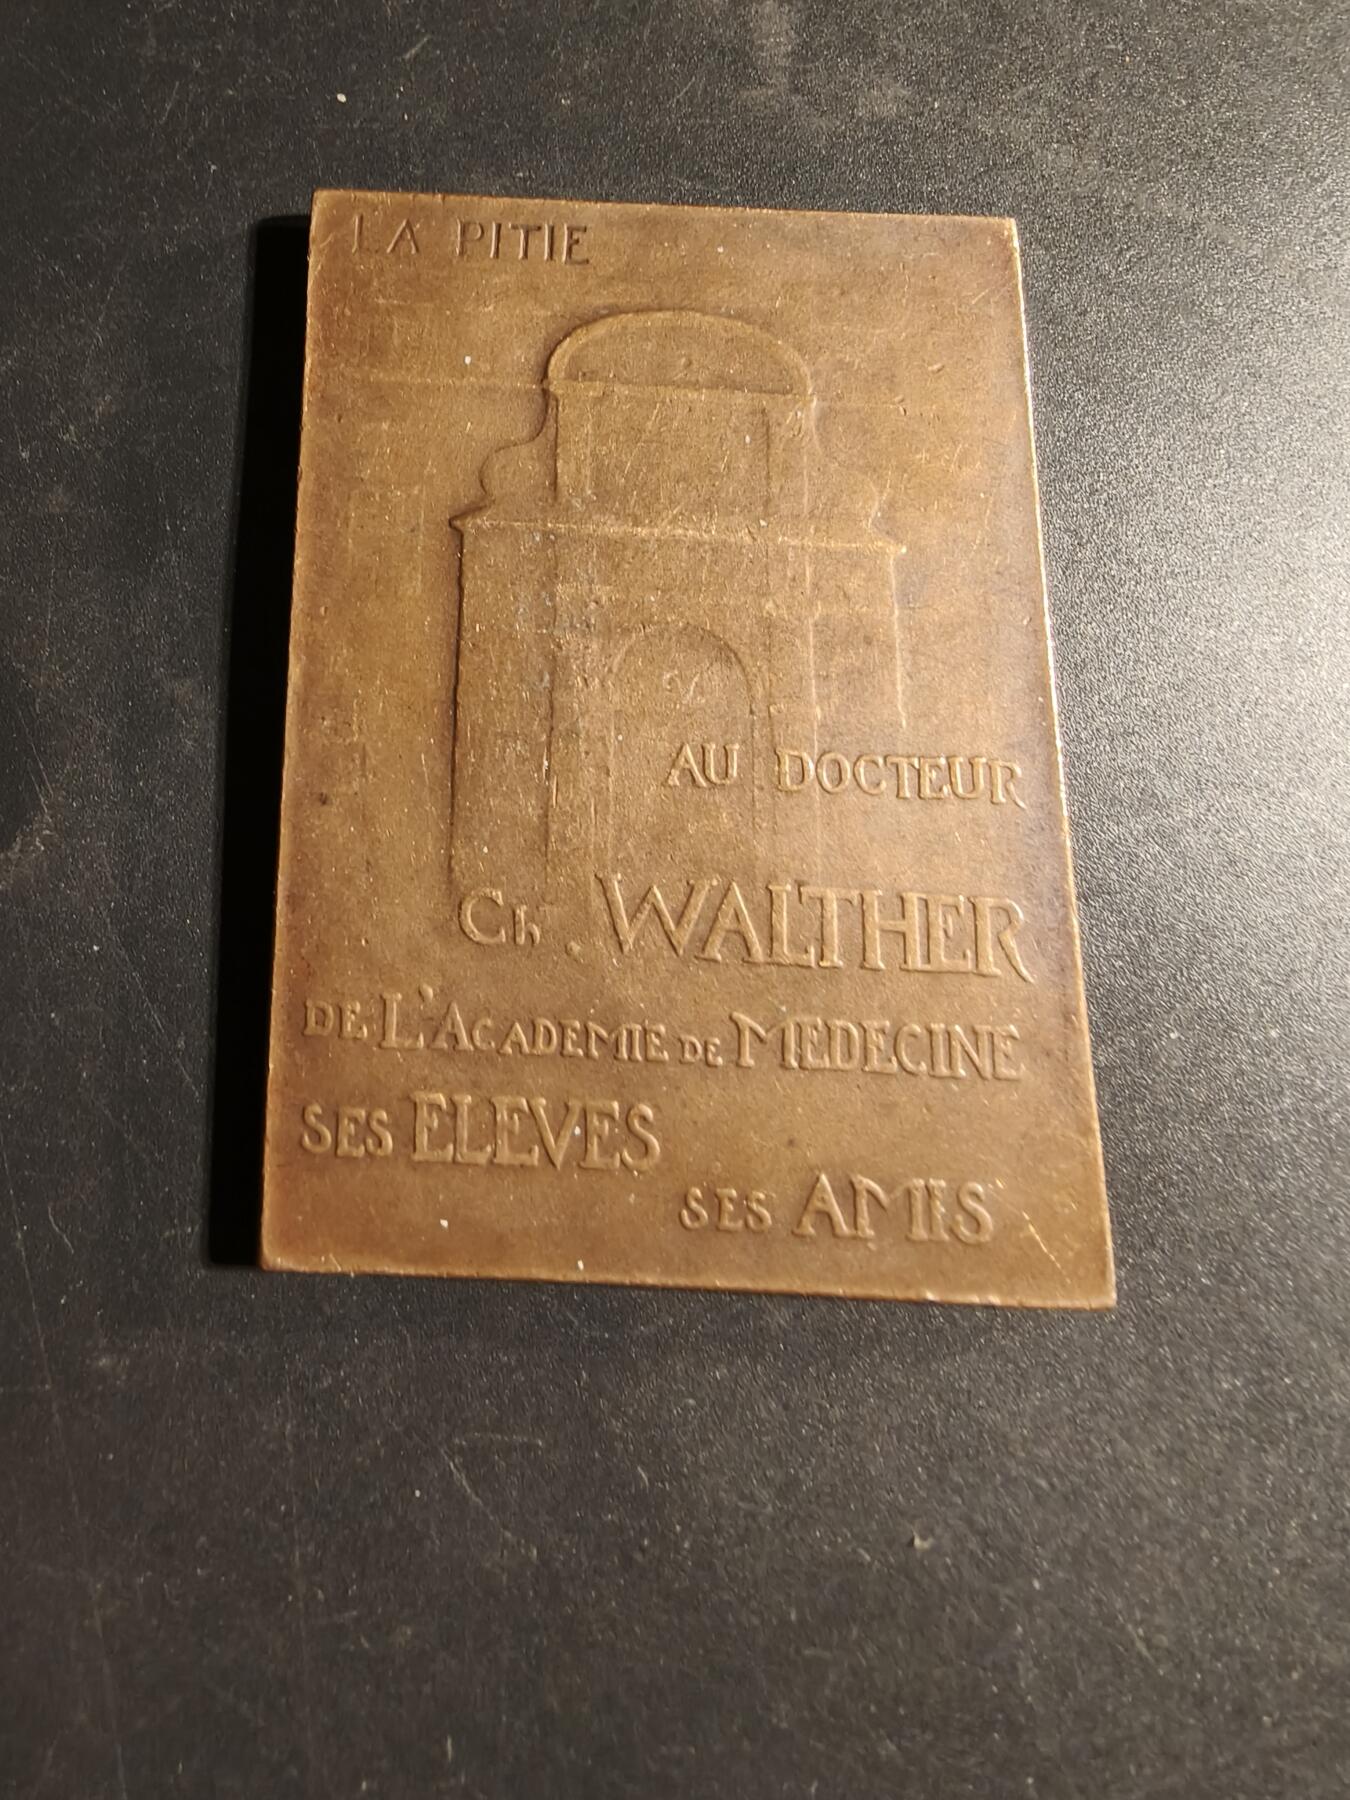 LA PITIE
AU DOCTEUR
Ch. WALTHER
DE L'ACADEMIE DE MEDECINE
SES ELEVES
SES AMIS